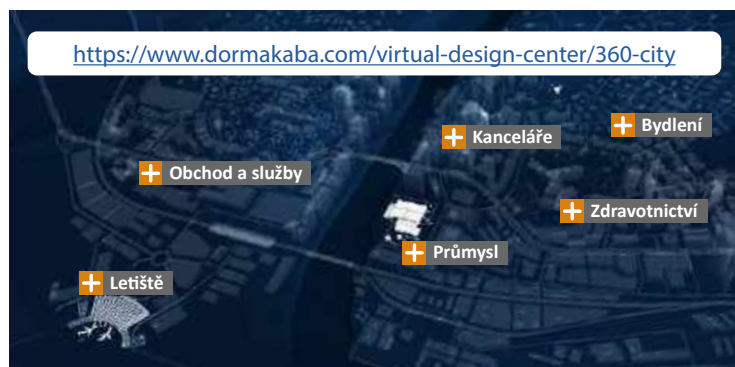 https://www.dormakaba.com/virtual-design-center/360-city
Kanceláře
Bydlení
Obchod a služby
Zdravotnictví
Průmysl
Letiště